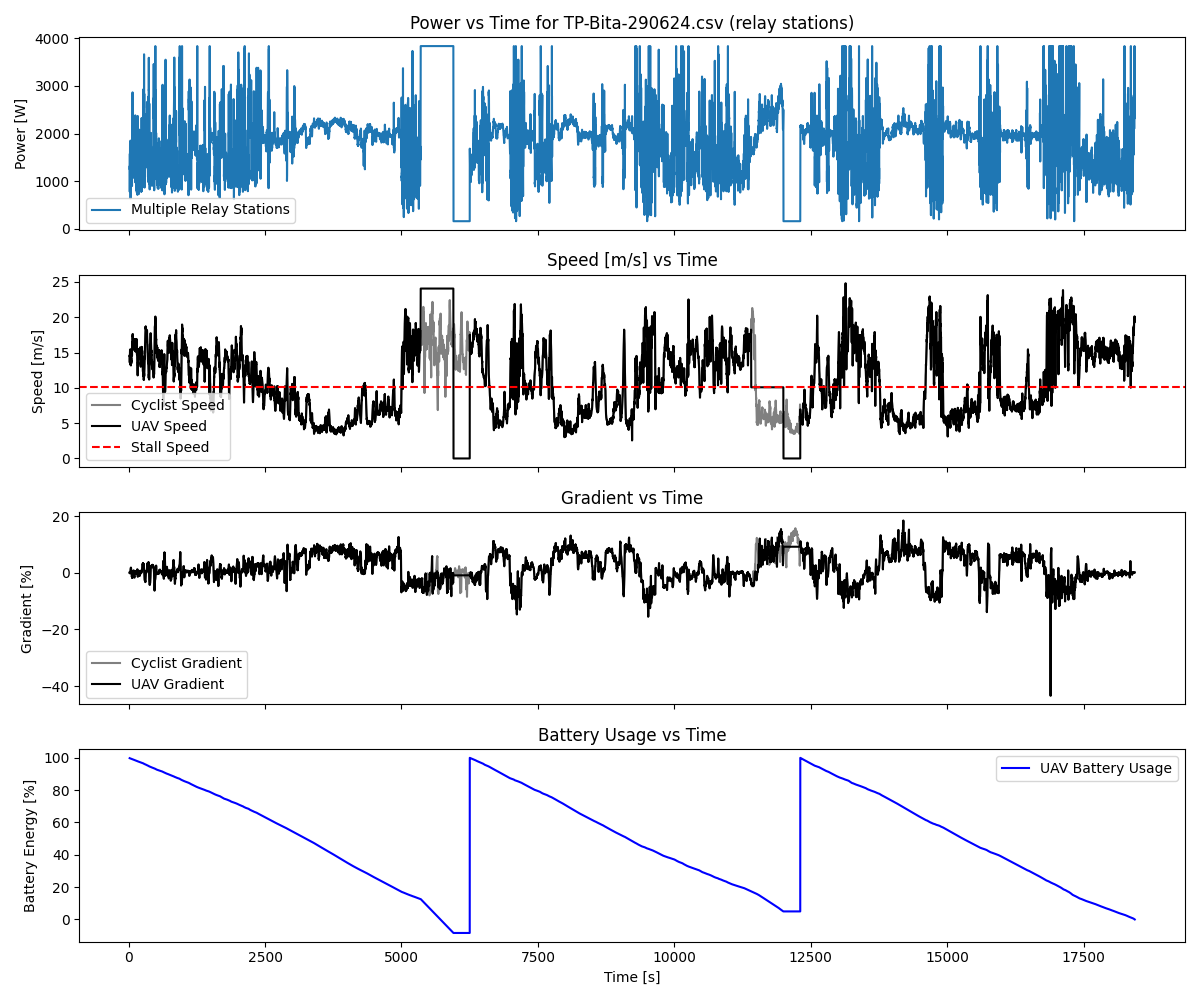 Power vs Time for TP-Bita-290624.csv (relay stations)
4000
3000
2000
1000
0
Power [W]
Multiple Relay Stations
Speed [m/s] vs Time
25
20
15
10
5
0
Speed [m/s]
Cyclist Speed
UAV Speed
Stall Speed
Gradient vs Time
20
0
−20
−40
Gradient [%]
Cyclist Gradient
UAV Gradient
Battery Usage vs Time
100
80
60
40
20
0
Battery Energy [%]
UAV Battery Usage
0 2500 5000 7500 10000 12500 15000 17500
Time [s]